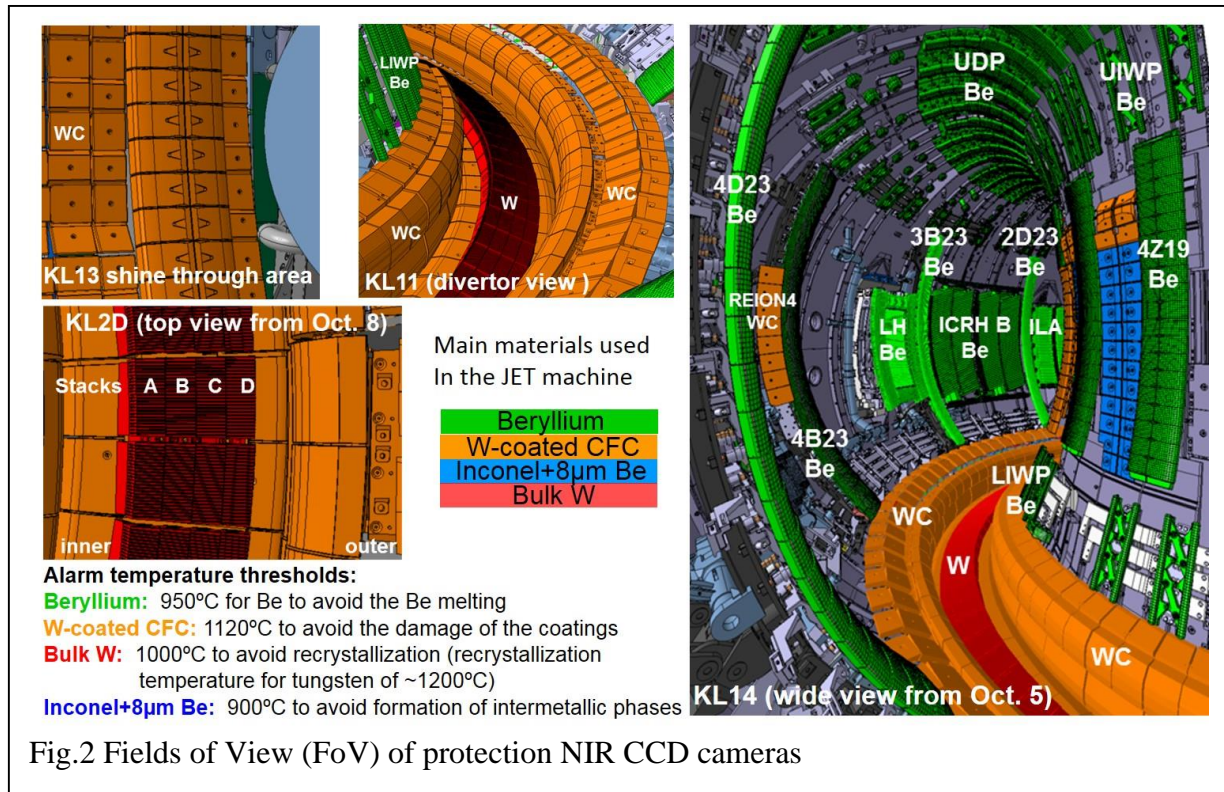 WC
KL13 shine through area
LIWP
Be
W
WC
WC
KL11 (divertor view )
KL2D (top view from Oct. 8)
Stacks A B C D
inner outer
Main materials used
In the JET machine
Beryllium
W-coated CFC
Inconel+8µm Be
Bulk W
UDP
Be
UIWP
Be
4D23
Be
3B23
Be
2D23
Be
4Z19
Be
REION4
WC
LH
Be
ICRH B
Be
ILA
4B23
Be
LIWP
Be
WC
W
WC
KL14 (wide view from Oct. 5)
Alarm temperature thresholds:
Beryllium: 950ºC for Be to avoid the Be melting
W-coated CFC: 1120ºC to avoid the damage of the coatings
Bulk W: 1000ºC to avoid recrystallization (recrystallization
temperature for tungsten of ~1200ºC)
Inconel+8µm Be: 900ºC to avoid formation of intermetallic phases
Fig.2 Fields of View (FoV) of protection NIR CCD cameras